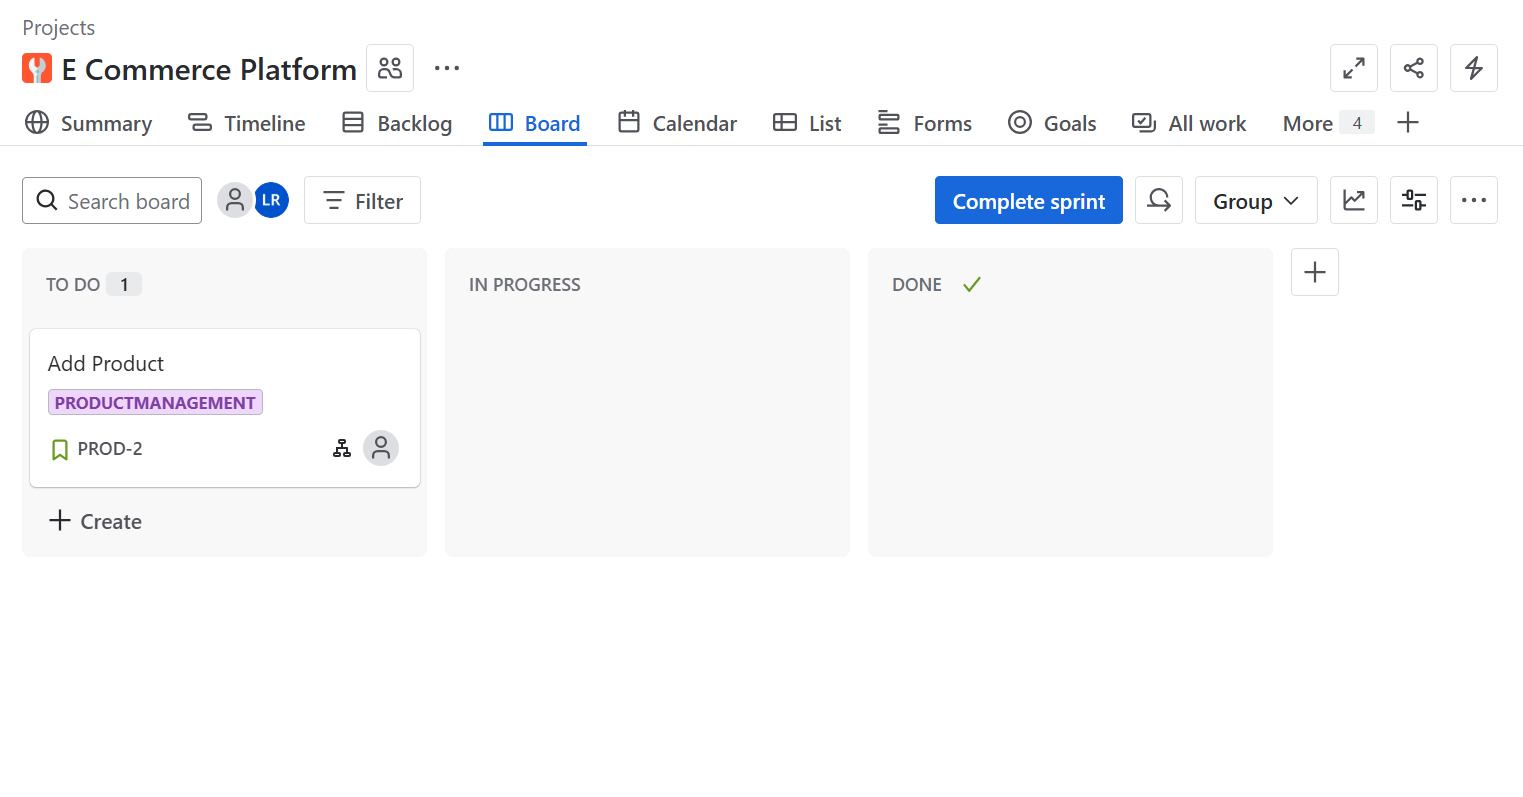 Projects
E Commerce Platform
Summary Timeline Backlog Board Calendar List Forms Goals All work More 4
Search board LR Filter Complete sprint Group
TO DO 1 IN PROGRESS DONE
Add Product
PRODUCTMANAGEMENT
PROD-2
Create